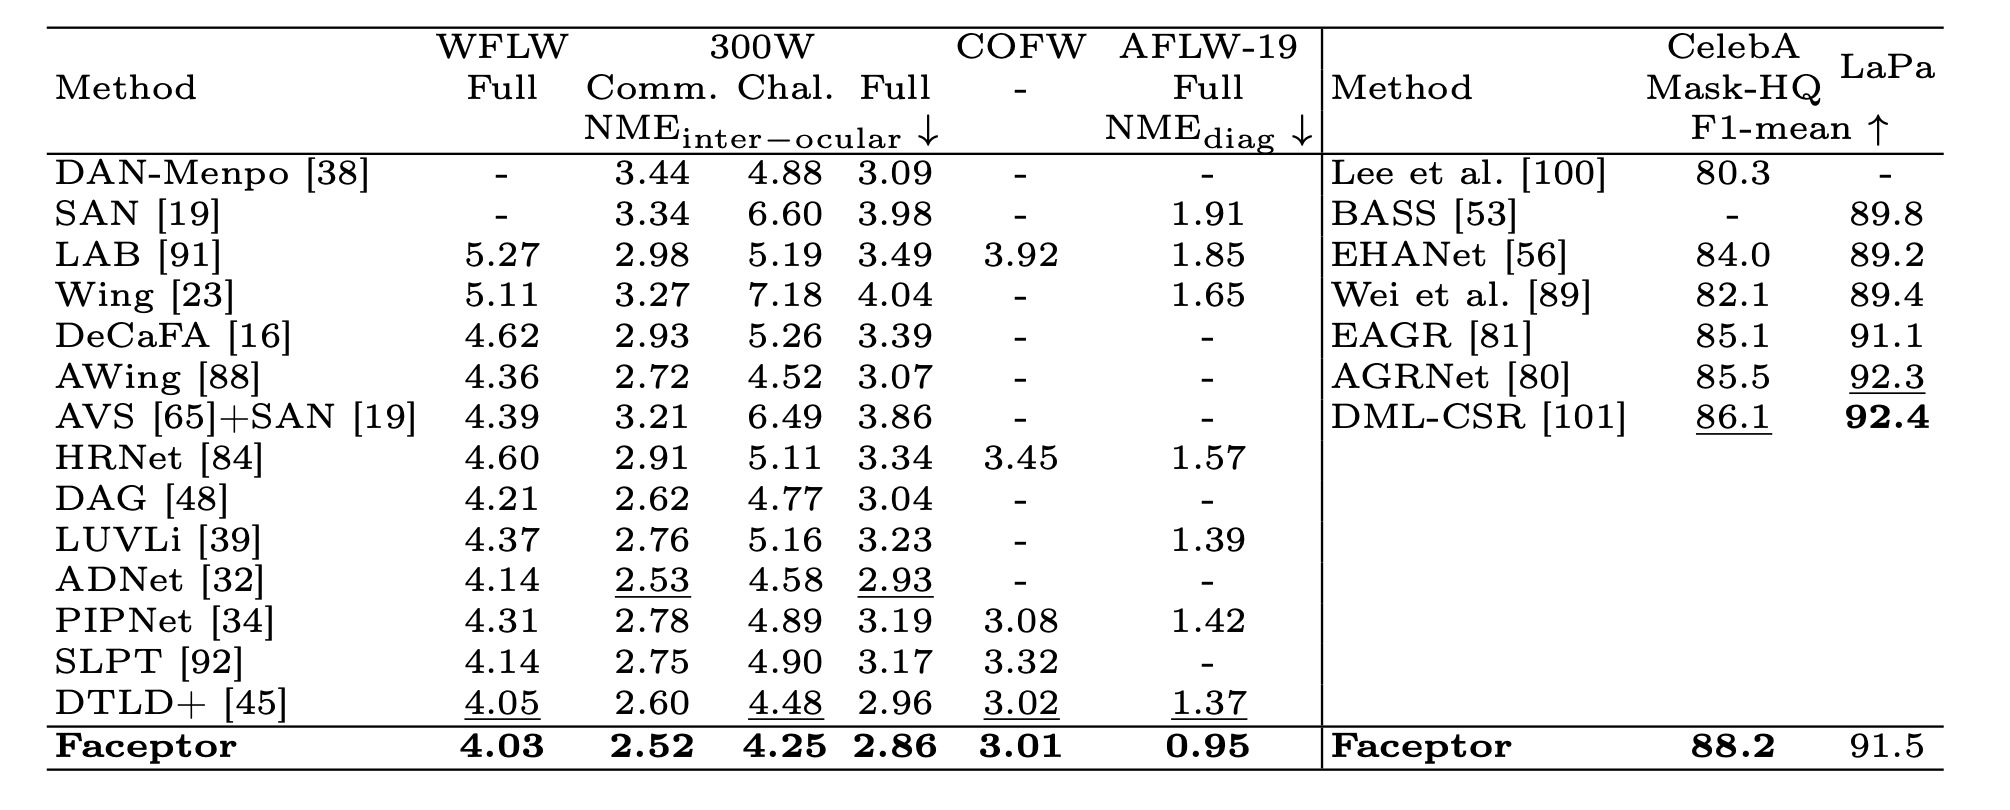 WFLW 300W COFW AFLW-19 CelebA
Method Full Comm. Chal. Full - Full Method Mask-HQ LaPa
NMEinter−ocular ↓ NMEdiag ↓ F1-mean ↑
DAN-Menpo [38] - 3.44 4.88 3.09 - - Lee et al. [100] 80.3 -
SAN [19] - 3.34 6.60 3.98 - 1.91 BASS [53] - 89.8
LAB [91] 5.27 2.98 5.19 3.49 3.92 1.85 EHANet [56] 84.0 89.2
Wing [23] 5.11 3.27 7.18 4.04 - 1.65 Wei et al. [89] 82.1 89.4
DeCaFA [16] 4.62 2.93 5.26 3.39 - - EAGR [81] 85.1 91.1
AWing [88] 4.36 2.72 4.52 3.07 - - AGRNet [80] 85.5 92.3
AVS [65]+SAN [19] 4.39 3.21 6.49 3.86 - - DML-CSR [101] 86.1 92.4
HRNet [84] 4.60 2.91 5.11 3.34 3.45 1.57
DAG [48] 4.21 2.62 4.77 3.04 - -
LUVLi [39] 4.37 2.76 5.16 3.23 - 1.39
ADNet [32] 4.14 2.53 4.58 2.93 - -
PIPNet [34] 4.31 2.78 4.89 3.19 3.08 1.42
SLPT [92] 4.14 2.75 4.90 3.17 3.32 -
DTLD+ [45] 4.05 2.60 4.48 2.96 3.02 1.37
Faceptor 4.03 2.52 4.25 2.86 3.01 0.95 Faceptor 88.2 91.5